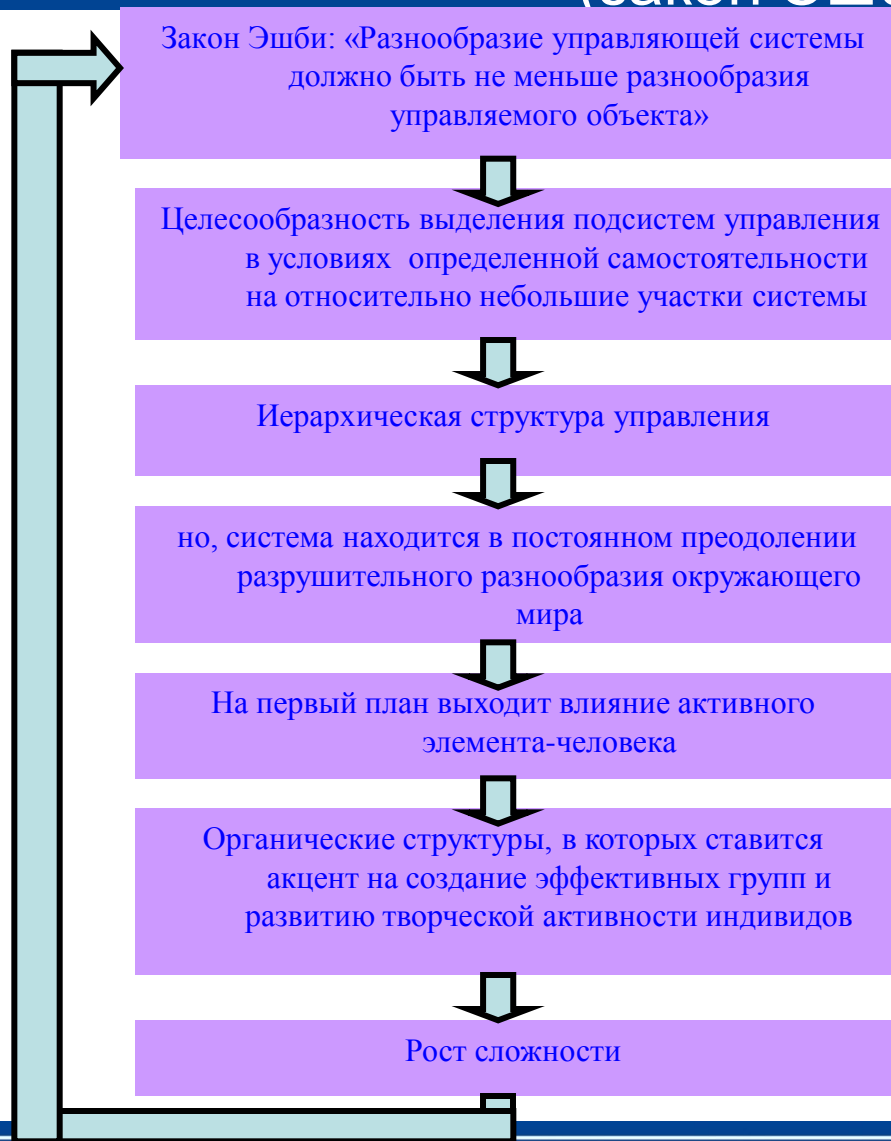 (закон
Закон Эшби: «Разнообразие управляющей системы
должно быть не меньше разнообразия
управляемого объекта»
Целесообразность выделения подсистем управления
в условиях определенной самостоятельности
на относительно небольшие участки системы
Иерархическая структура управления
но, система находится в постоянном преодолении
разрушительного разнообразия окружающего
мира
На первый план выходит влияние активного
элемента-человека
Органические структуры, в которых ставится
акцент на создание эффективных групп и
развитию творческой активности индивидов
Рост сложности